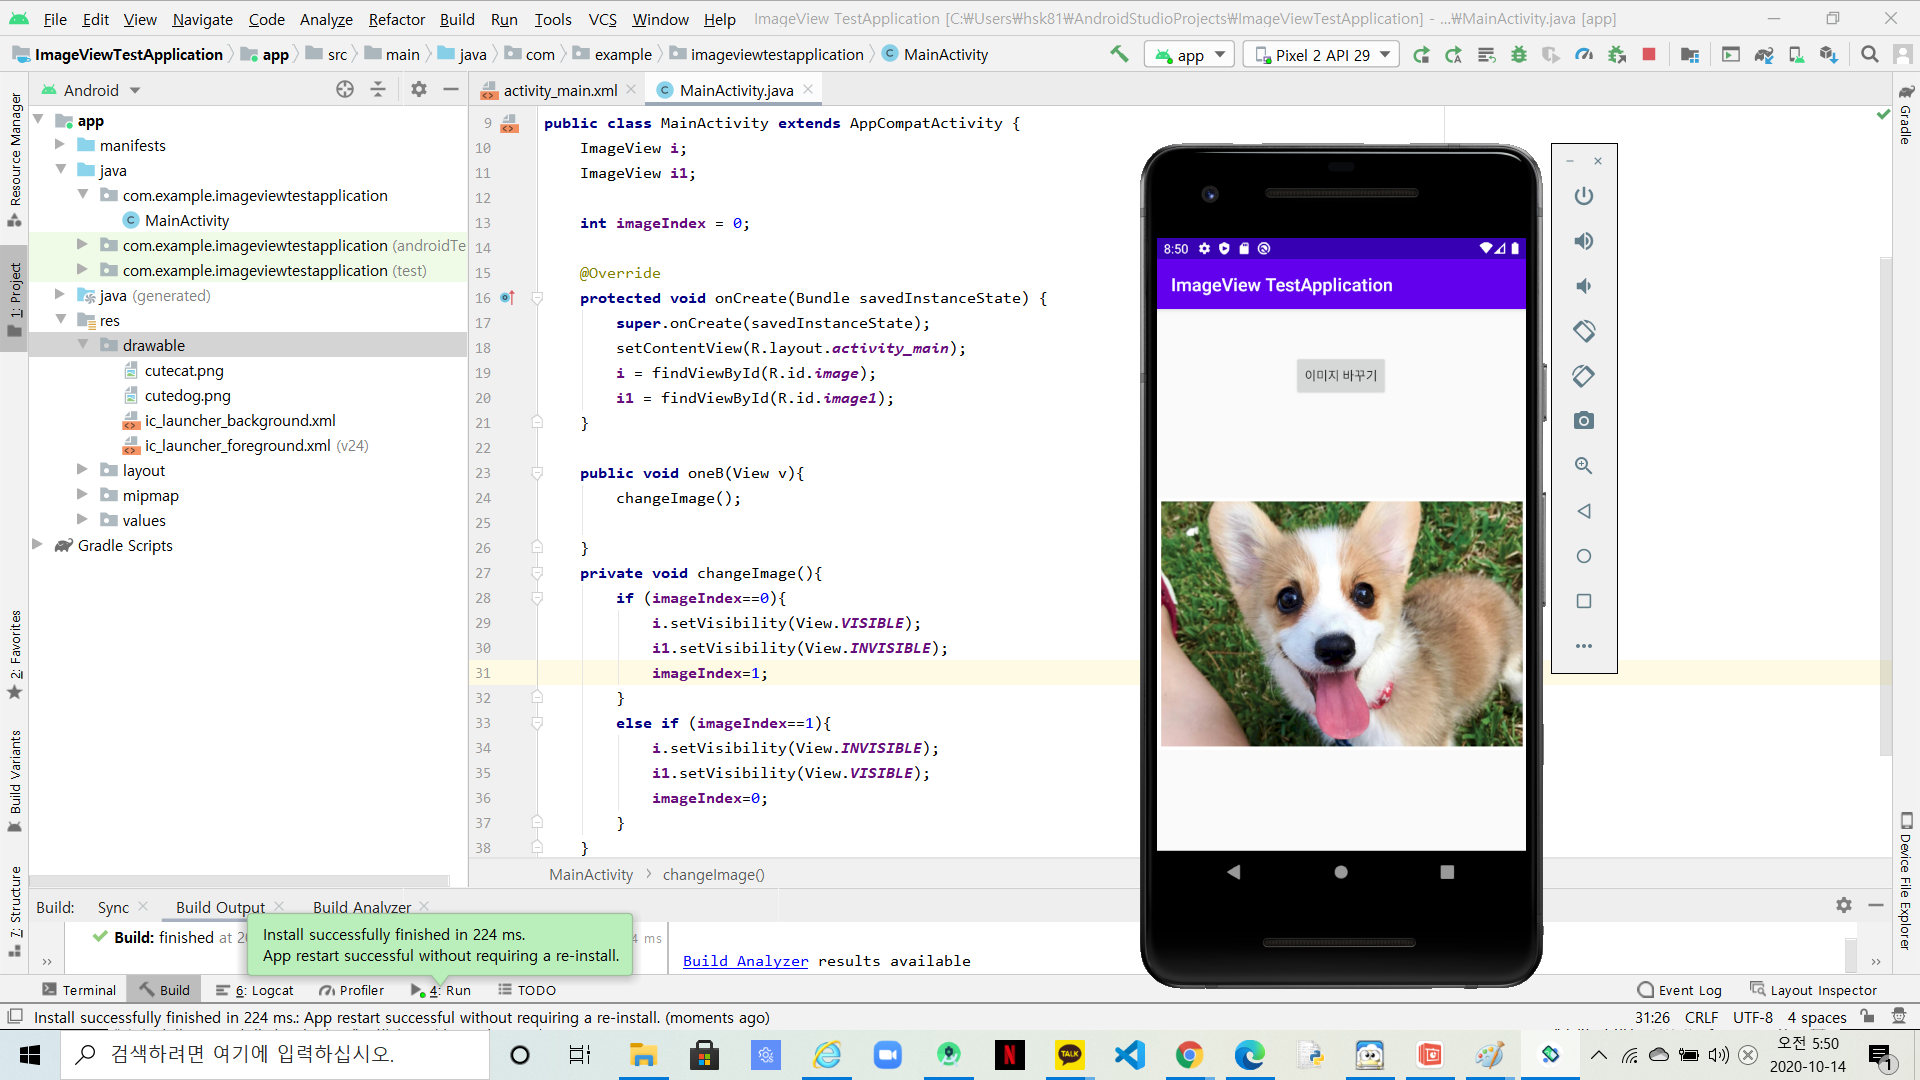 File Edit View Navigate Code Analyze Refactor Build Run Tools VCS Window Help ImageView TestApplication [C:₩Users₩hsk81₩AndroidStudioProjects₩ImageViewTestApplication] - ...₩MainActivity.java [app]
ImageViewTestApplication app src main java com example imageviewtestapplication MainActivity app Pixel 2 API 29
Android
activity_main.xml MainActivity.java
Resource Manager
1: Project
2: Favorites
Build Variants
7: Structure
app
manifests
java
com.example.imageviewtestapplication
MainActivity
com.example.imageviewtestapplication (androidTe
com.example.imageviewtestapplication (test)
java (generated)
res
drawable
cutecat.png
cutedog.png
ic_launcher_background.xml
ic_launcher_foreground.xml (v24)
layout
mipmap
values
Gradle Scripts
9 public class MainActivity extends AppCompatActivity {
10 ImageView i;
11 ImageView i1;
12
13 int imageIndex = 0;
14
15 @Override
16 protected void onCreate(Bundle savedInstanceState) {
17 super.onCreate(savedInstanceState);
18 setContentView(R.layout.activity_main);
19 i = findViewById(R.id.image);
20 i1 = findViewById(R.id.image1);
21 }
22
23 public void oneB(View v){
24 changeImage();
25
26 }
27 private void changeImage(){
28 if (imageIndex==0){
29 i.setVisibility(View.VISIBLE);
30 i1.setVisibility(View.INVISIBLE);
31 imageIndex=1;
32 }
33 else if (imageIndex==1){
34 i.setVisibility(View.INVISIBLE);
35 i1.setVisibility(View.VISIBLE);
36 imageIndex=0;
37 }
38 }
MainActivity changeImage()
8:50
ImageView TestApplication
이미지 바꾸기
Gradle
Device File Explorer
Build: Sync Build Output Build Analyzer
Build: finished at 20
4 ms
Install successfully finished in 224 ms.
App restart successful without requiring a re-install.
Build Analyzer results available
Terminal Build 6: Logcat Profiler 4: Run TODO Event Log Layout Inspector
Install successfully finished in 224 ms.: App restart successful without requiring a re-install. (moments ago) 31:26 CRLF UTF-8 4 spaces
검색하려면 여기에 입력하십시오.
N
TALK
오전 5:50
2020-10-14
1